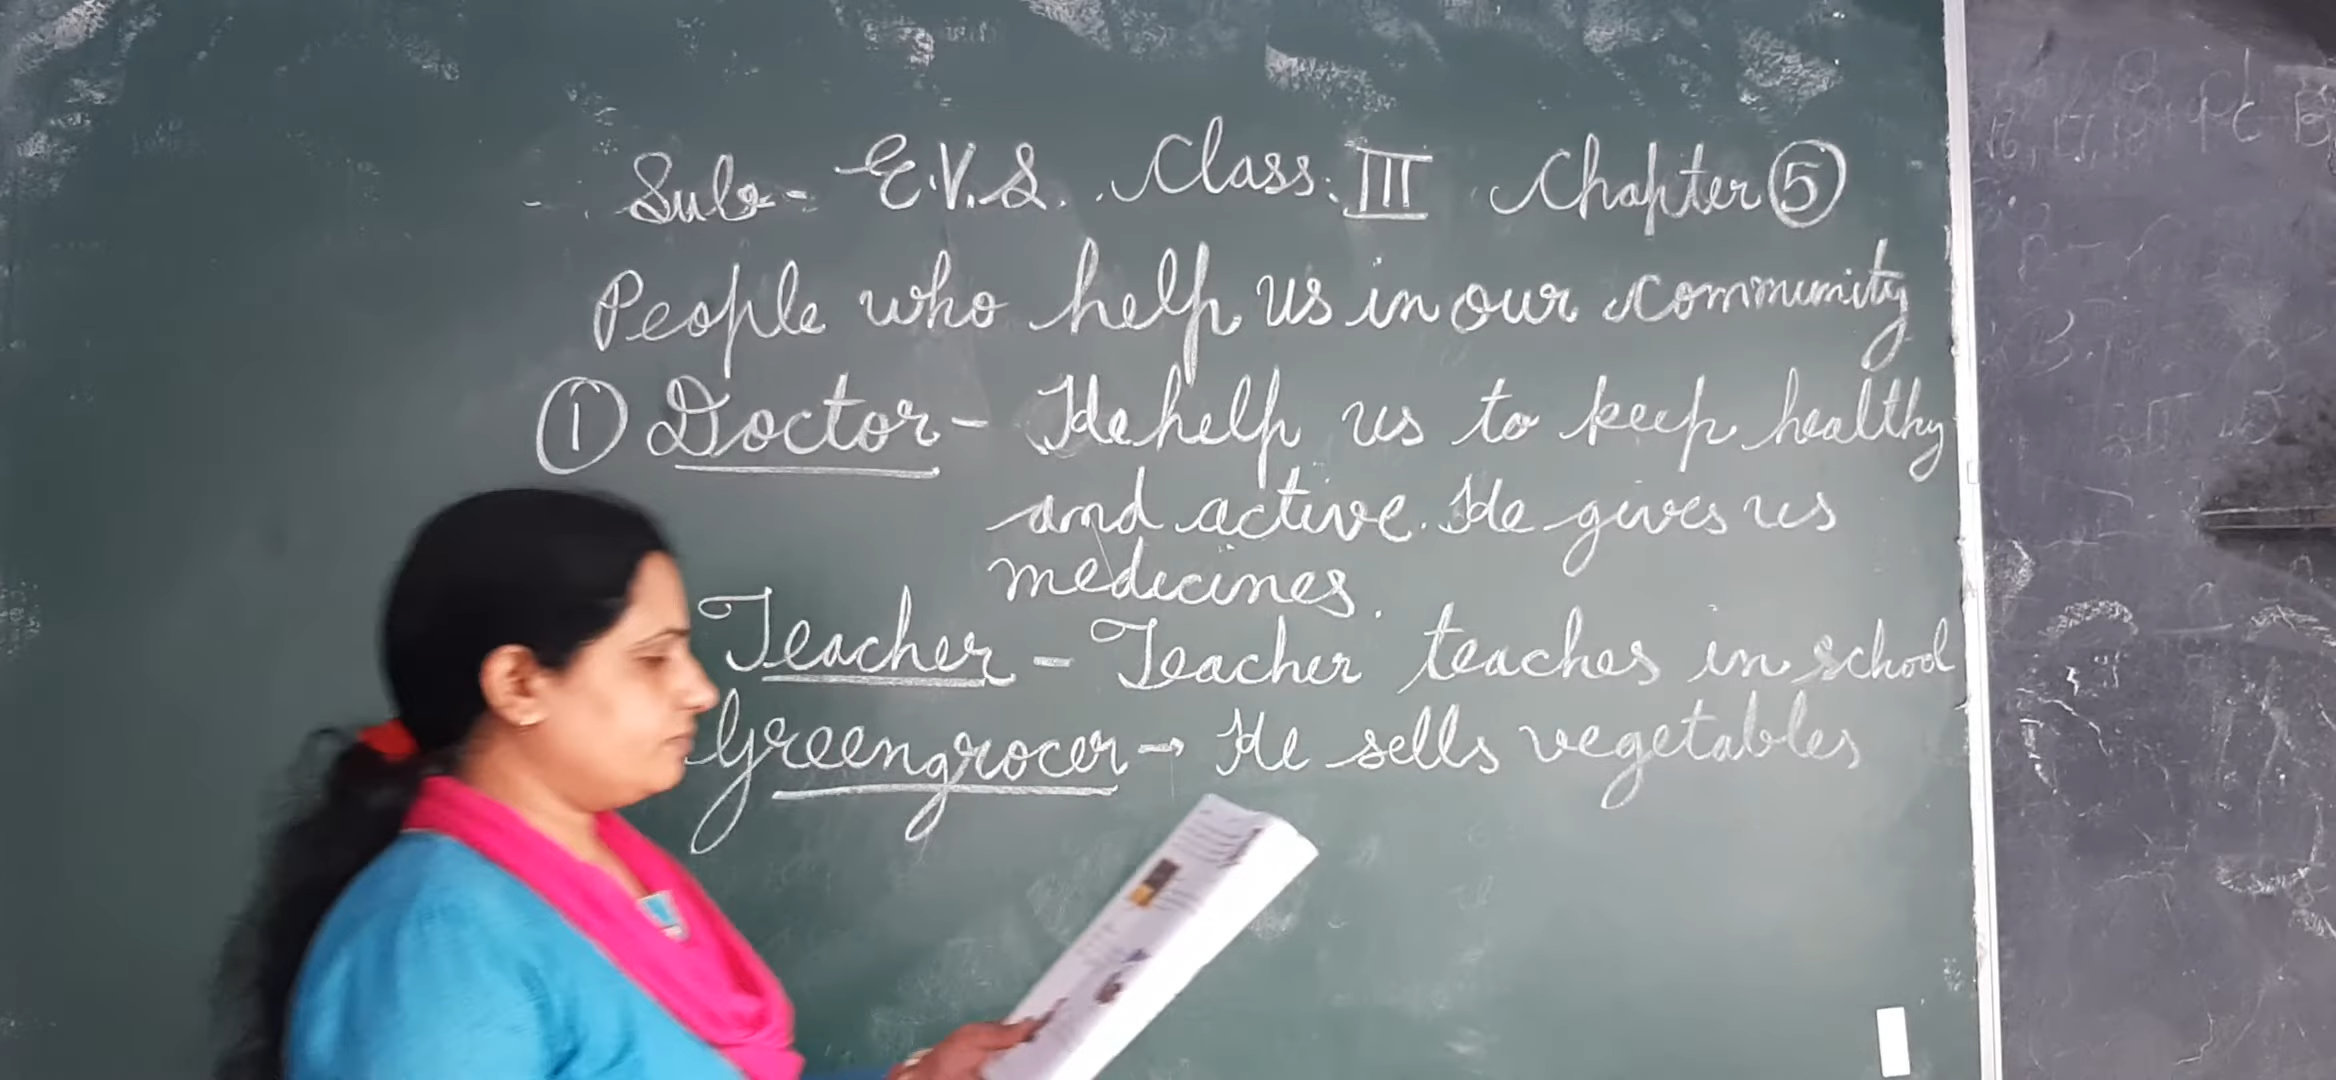 Sub - E.V.S. Class: III Chapter 5
People who help us in our community
1 Doctor - He help us to keep healthy
and active. He gives us
medicines.
Teacher - Teacher teaches in school
Greengrocer → He sells vegetables